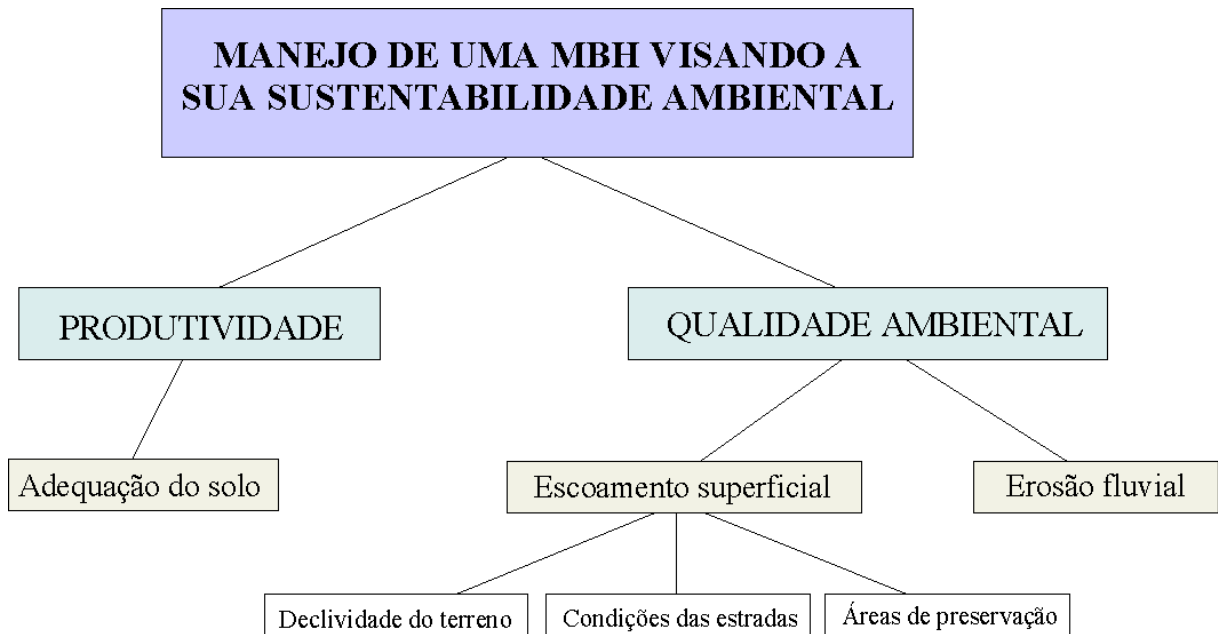 MANEJO DE UMA MBH VISANDO A
SUA SUSTENTABILIDADE AMBIENTAL
PRODUTIVIDADE
QUALIDADE AMBIENTAL
Adequação do solo
Escoamento superficial
Erosão fluvial
Declividade do terreno
Condições das estradas
Áreas de preservação